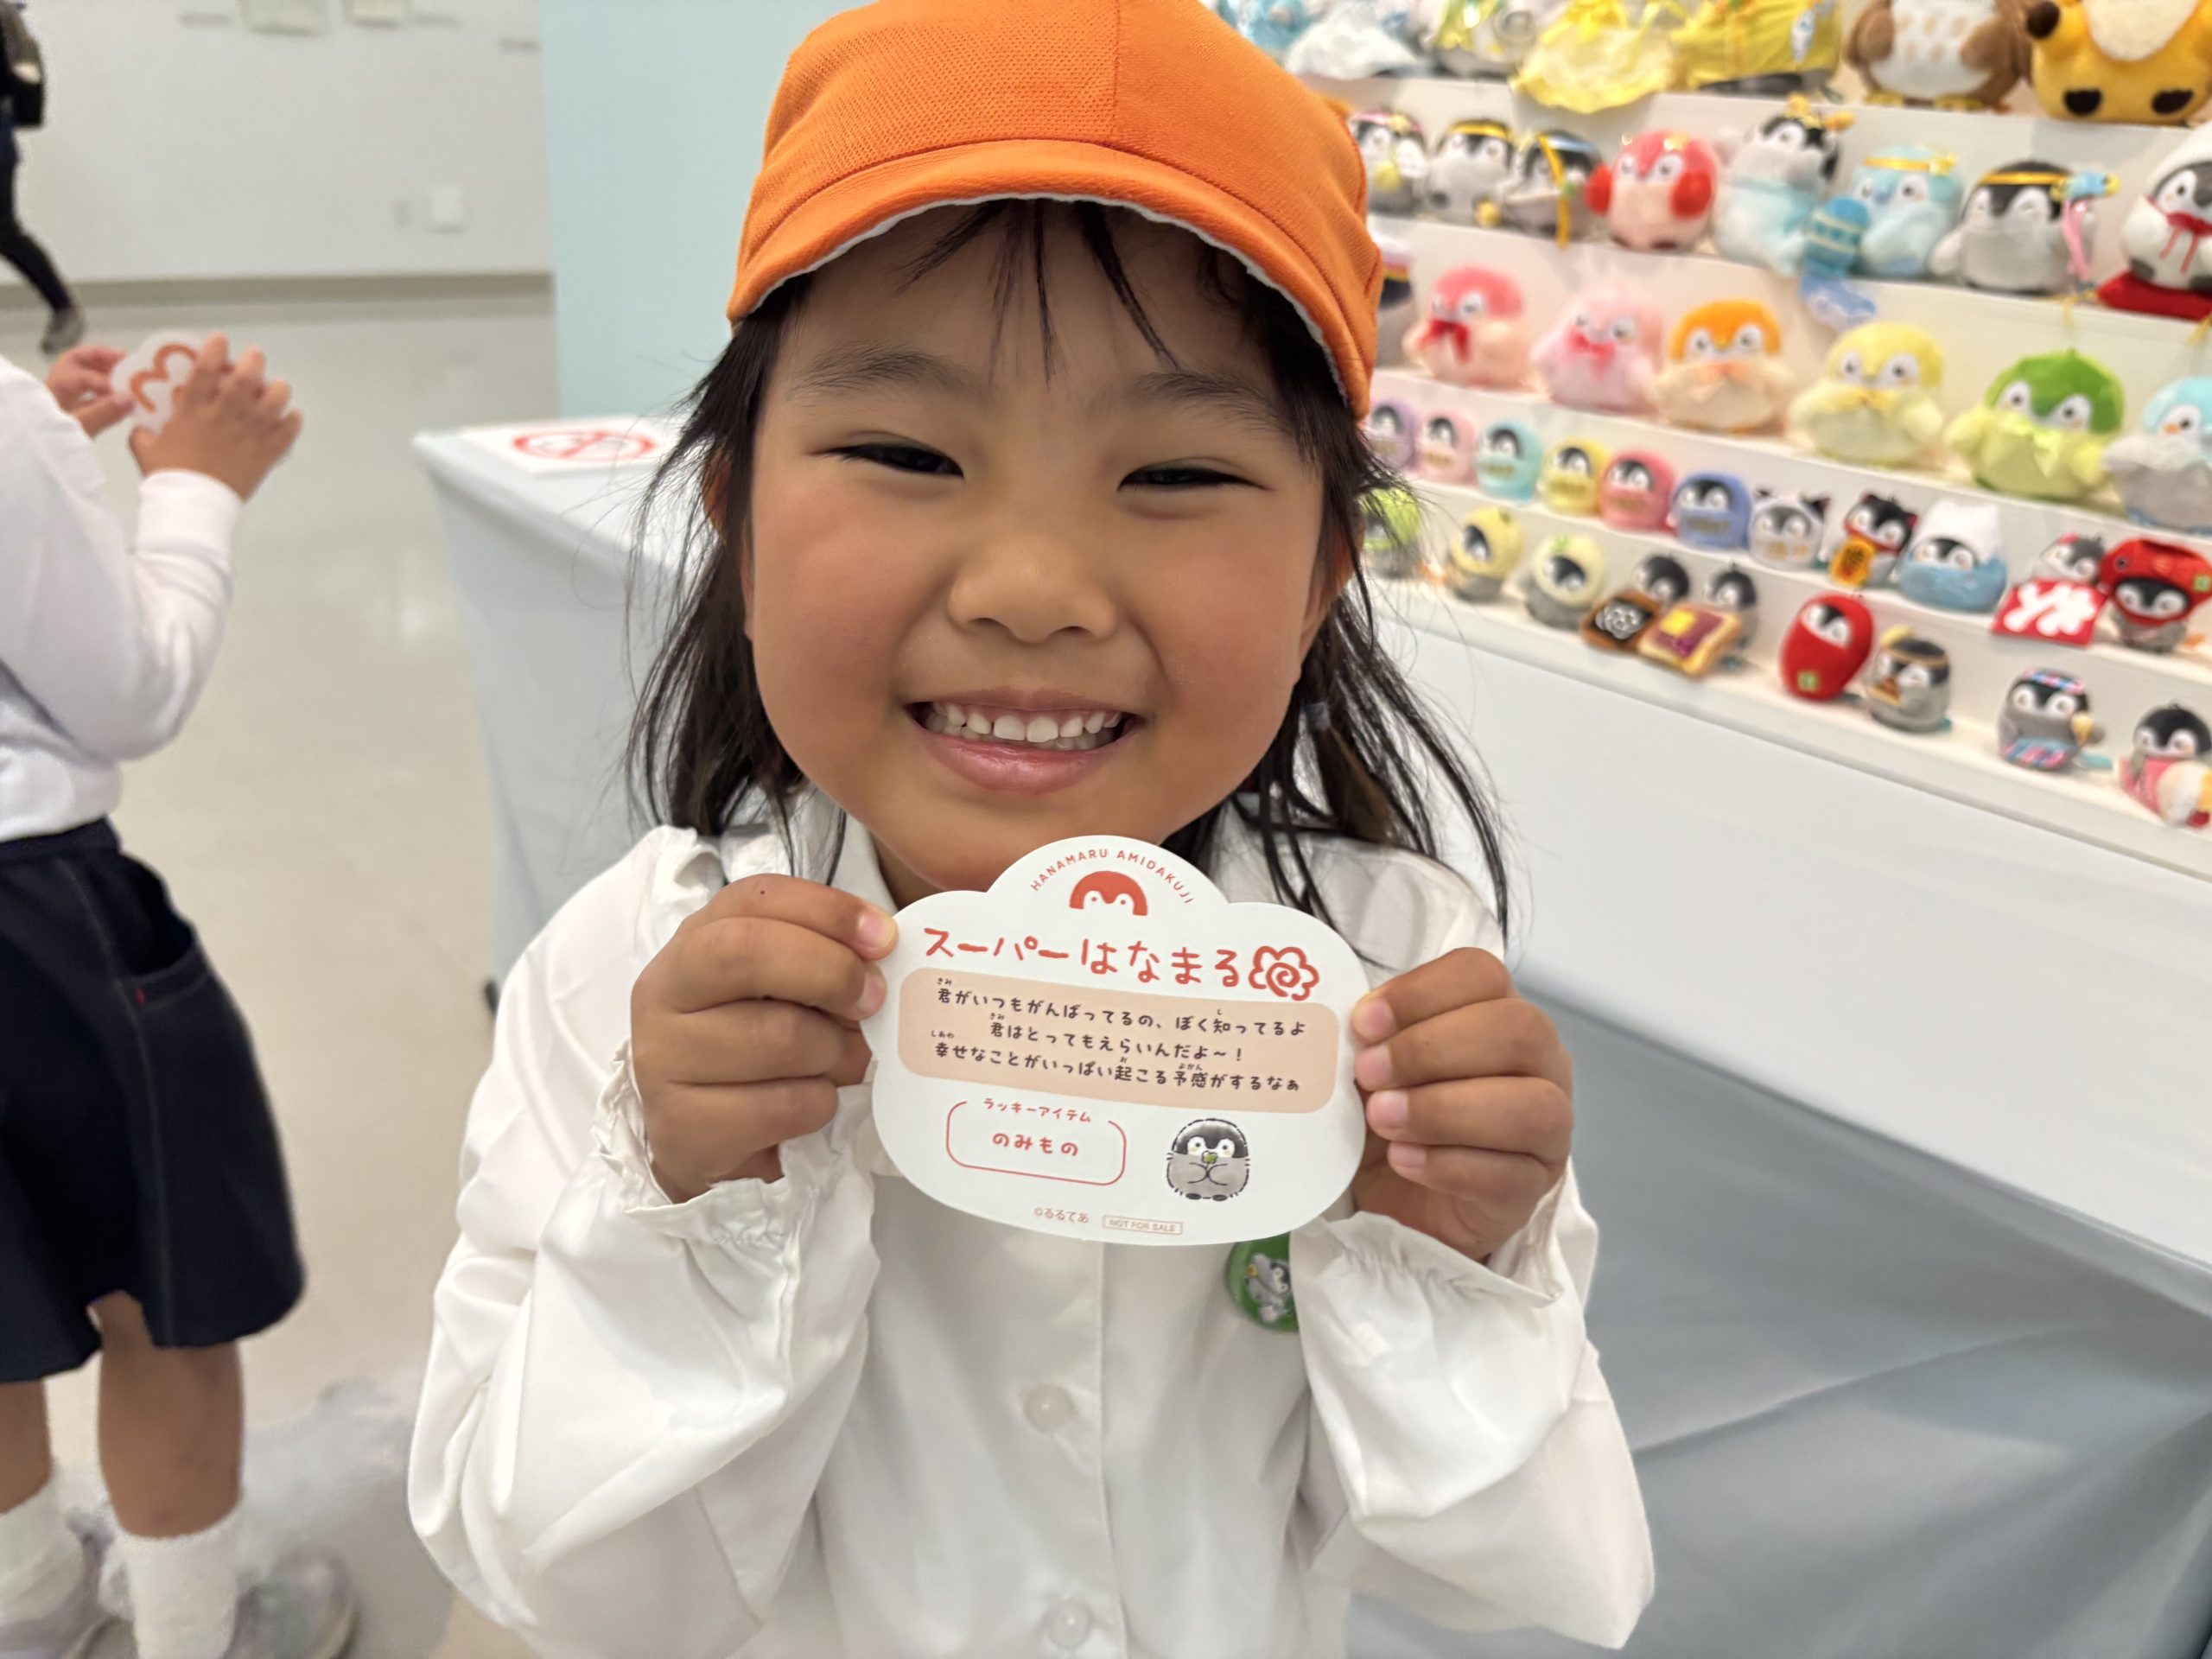 HANAMARU AMIDAKUJI
スーパーはなまる
君がいつもがんばってるの、ぼく知ってるよ
君はとってもえらいんだよ~!
幸せなことがいっぱい起こる予感がするなぁ
ラッキーアイテム
のみもの
©るるてあ NOT FOR SALE